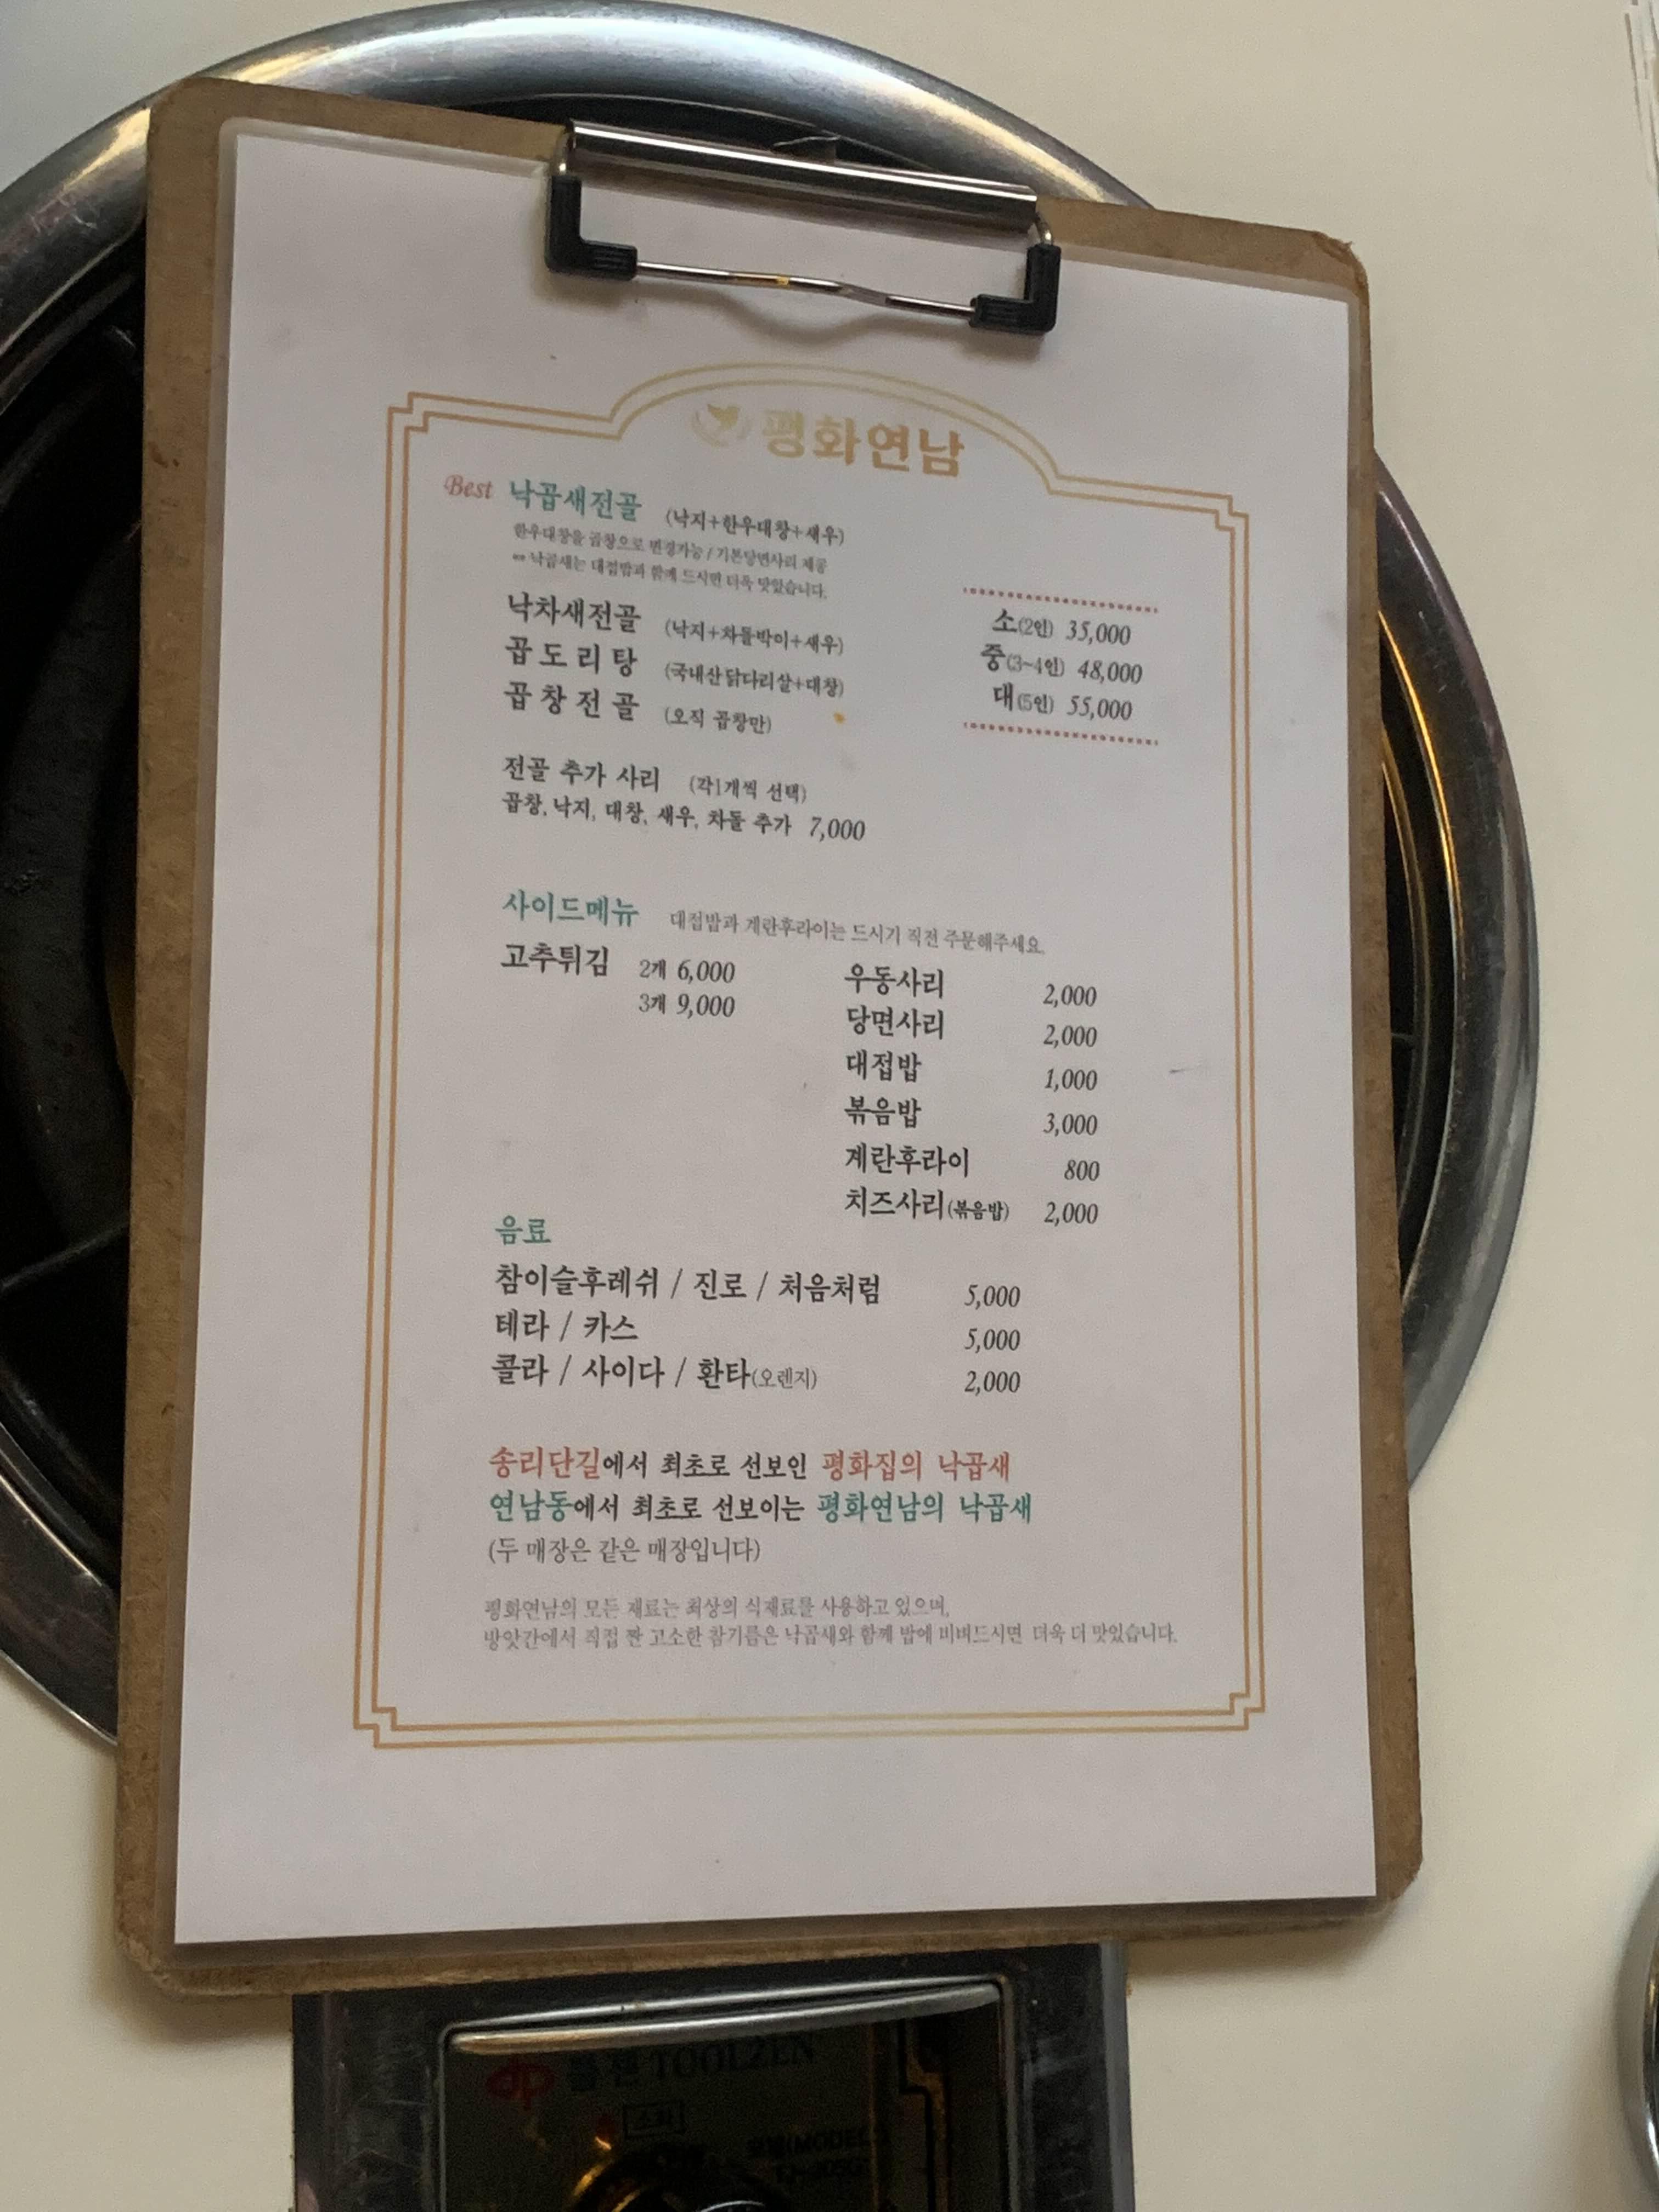 평화연남
Best 낙곱새전골 (낙지+한우대창+새우)
한우대창을 곱창으로 변경가능 / 기본당면사리 제공
낙곱새는 대접밥과 함께 드시면 더욱 맛있습니다.
낙차새전골 (낙지+차돌박이+새우)
곱도리탕 (국내산닭다리살+대창)
곱창전골 (오직 곱창만)
소(2인) 35,000
중(3~4인) 48,000
대(5인) 55,000
전골 추가 사리 (각1개씩 선택)
곱창, 낙지, 대창, 새우, 차돌 추가 7,000
사이드메뉴 대접밥과 계란후라이는 드시기 직전 주문해주세요.
고추튀김 2개 6,000
3개 9,000
우동사리 2,000
당면사리 2,000
대접밥 1,000
볶음밥 3,000
계란후라이 800
치즈사리(볶음밥) 2,000
음료
참이슬후레쉬 / 진로 / 처음처럼 5,000
테라 / 카스 5,000
콜라 / 사이다 / 환타(오렌지) 2,000
송리단길에서 최초로 선보인 평화집의 낙곱새
연남동에서 최초로 선보이는 평화연남의 낙곱새
(두 매장은 같은 매장입니다)
평화연남의 모든 재료는 최상의 식재료를 사용하고 있으며,
방앗간에서 직접 짠 고소한 참기름은 낙곱새와 함께 밥에 비벼드시면 더욱 더 맛있습니다.
TOOLZEN
(MODEL)